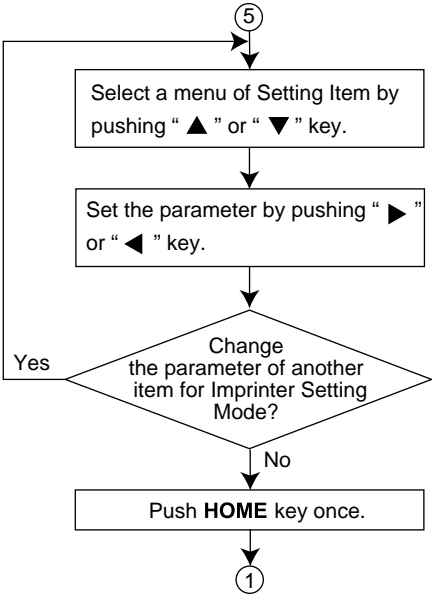 5
Select a menu of Setting Item by
pushing “ ▲ ” or “ ▼ ” key.
Set the parameter by pushing “ ▶ ”
or “ ◀ ” key.
Change
the parameter of another
item for Imprinter Setting
Mode?
Yes
No
Push HOME key once.
1